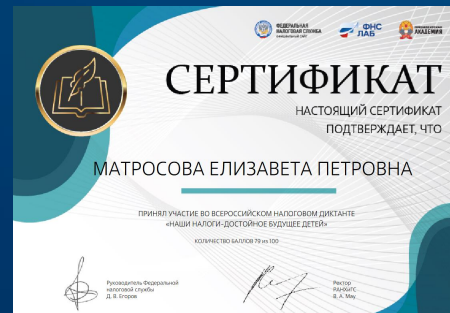 ФЕДЕРАЛЬНАЯ
НАЛОГОВАЯ СЛУЖБА
ФНС
ЛАБ
АКАДЕМИЯ
СЕРТИФИКАТ
НАСТОЯЩИЙ СЕРТИФИКАТ
ПОДТВЕРЖДАЕТ, ЧТО
МАТРОСОВА ЕЛИЗАВЕТА ПЕТРОВНА
ПРИНЯЛ УЧАСТИЕ ВО ВСЕРОССИЙСКОМ НАЛОГОВОМ ДИКТАНТЕ
«НАШИ НАЛОГИ-ДОСТОЙНОЕ БУДУЩЕЕ ДЕТЕЙ»
КОЛИЧЕСТВО БАЛЛОВ 79 из 100
Руководитель Федеральной
налоговой службы
Д. В. Егоров
Ректор
РАНХиГС
В. А. Мау